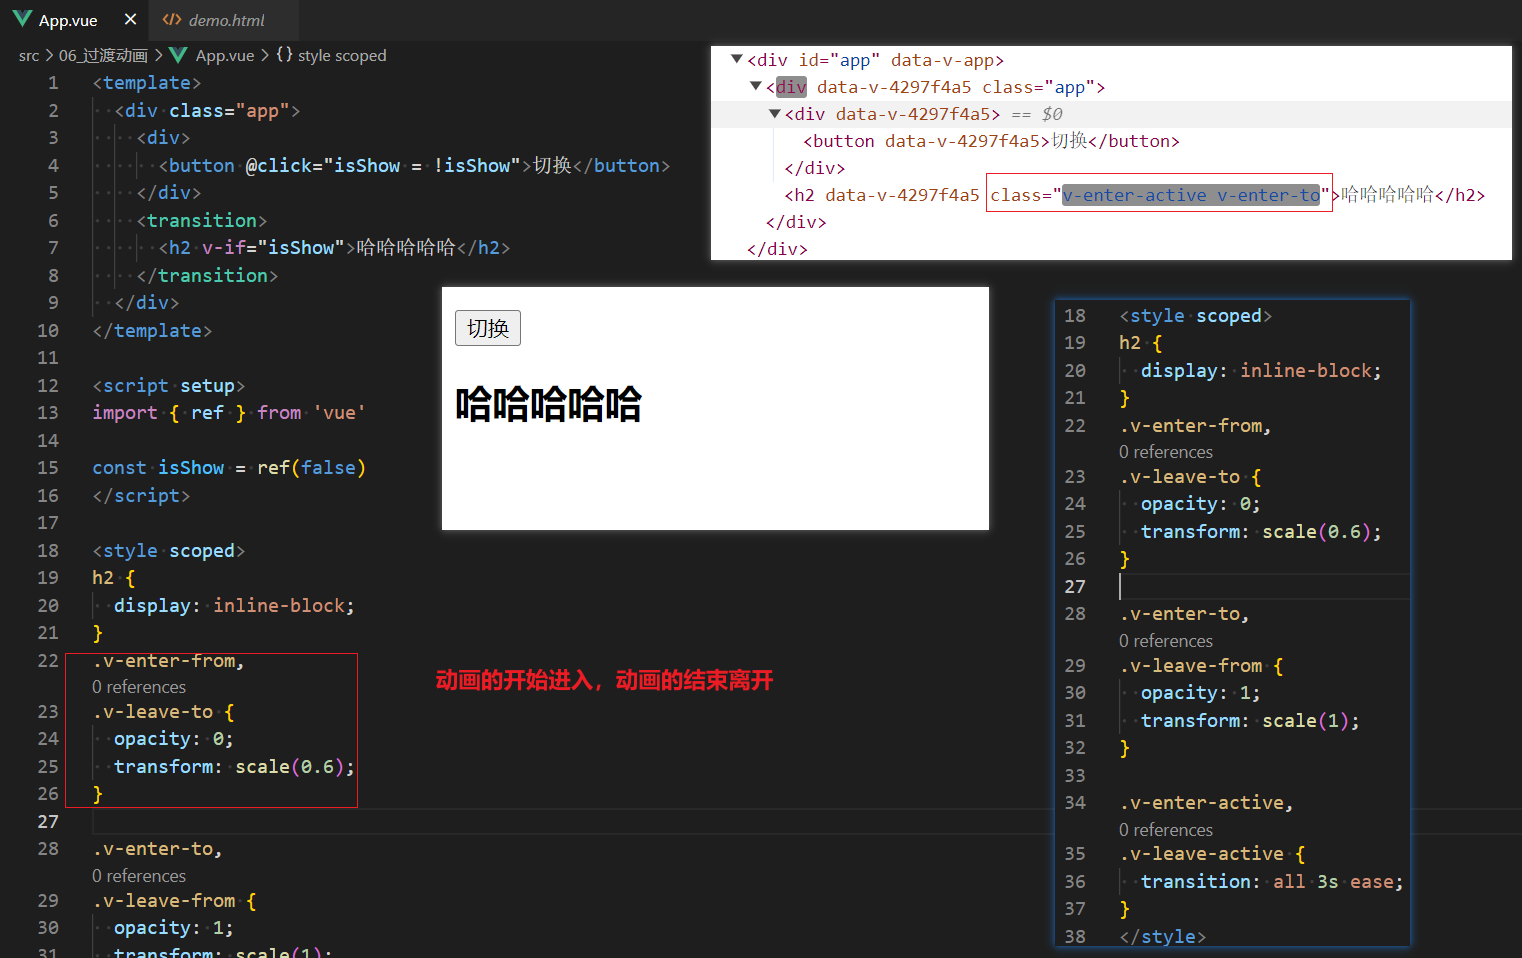 App.vue
demo.html
src > 06_过渡动画 > App.vue > {} style scoped
1 <template>
2 <div class="app">
3 <div>
4 <button @click="isShow = !isShow">切换</button>
5 </div>
6 <transition>
7 <h2 v-if="isShow">哈哈哈哈哈</h2>
8 </transition>
9 </div>
10 </template>
11
12 <script setup>
13 import { ref } from 'vue'
14
15 const isShow = ref(false)
16 </script>
17
18 <style scoped>
19 h2 {
20 display: inline-block;
21 }
22 .v-enter-from,
0 references
23 .v-leave-to {
24 opacity: 0;
25 transform: scale(0.6);
26 }
27
28 .v-enter-to,
0 references
29 .v-leave-from {
30 opacity: 1;
31 transform: scale(1);
<div id="app" data-v-app>
<div data-v-4297f4a5 class="app">
<div data-v-4297f4a5> == $0
<button data-v-4297f4a5>切换</button>
</div>
<h2 data-v-4297f4a5 class="v-enter-active v-enter-to">哈哈哈哈哈</h2>
</div>
</div>
切换
哈哈哈哈哈
动画的开始进入，动画的结束离开
18 <style scoped>
19 h2 {
20 display: inline-block;
21 }
22 .v-enter-from,
0 references
23 .v-leave-to {
24 opacity: 0;
25 transform: scale(0.6);
26 }
27
28 .v-enter-to,
0 references
29 .v-leave-from {
30 opacity: 1;
31 transform: scale(1);
32 }
33
34 .v-enter-active,
0 references
35 .v-leave-active {
36 transition: all 3s ease;
37 }
38 </style>